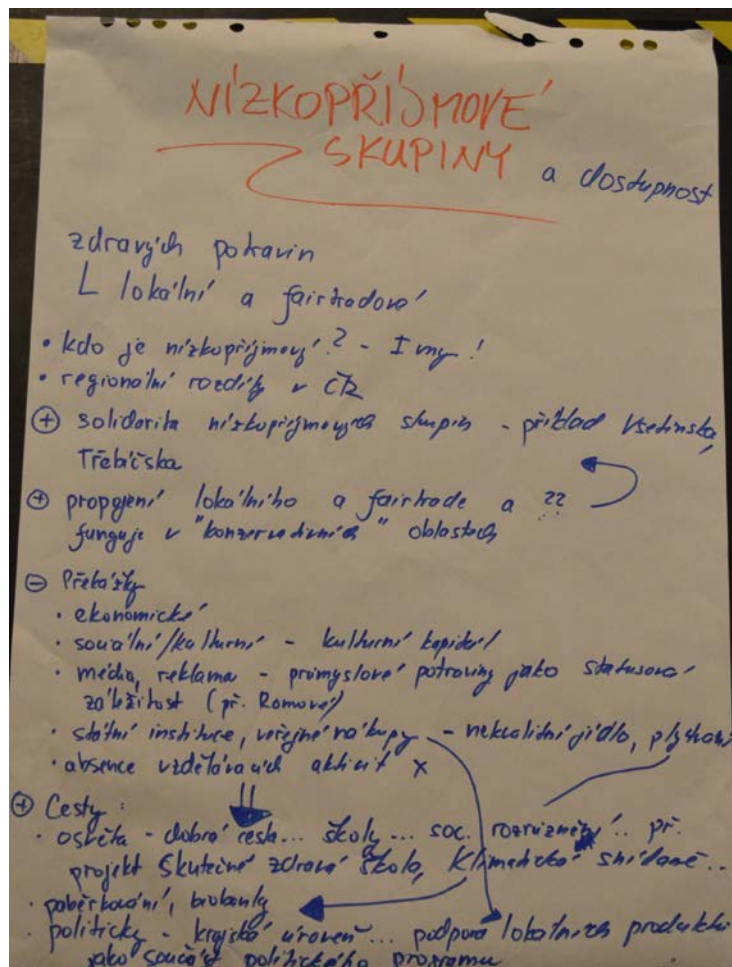 NÍZKOPŘÍJMOVÉ
SKUPINY a dostupnost
zdravých potravin
L lokální a fairtradové
• kdo je nízkopříjmový? - I my!
• regionální rozdíly v ČR
⊕ solidarita nízkopříjmových skupin - příklad Vsetínska,
Třebíčska
⊕ propojení lokálního a fairtrade a ??
funguje v "konzervativních" oblastech
⊖ Překážky
· ekonomické
· sociální/kulturní - kulturní kapitál
· média, reklama - průmyslové potraviny jako statusová
záležitost (př. Romové)
· státní instituce, veřejné nákupy - nekvalitní jídlo, plýtvání
· absence vzdělávacích aktivit x
⊕ Cesty:
· osvěta - dobrá cesta... školy... soc. .. př.
projekt Skutečně zdravá škola, Klimatická snídaně..
· paběrkování, biobanky
· politicky - krajská úroveň... podpora lokálních produktů
jako součást politického programu